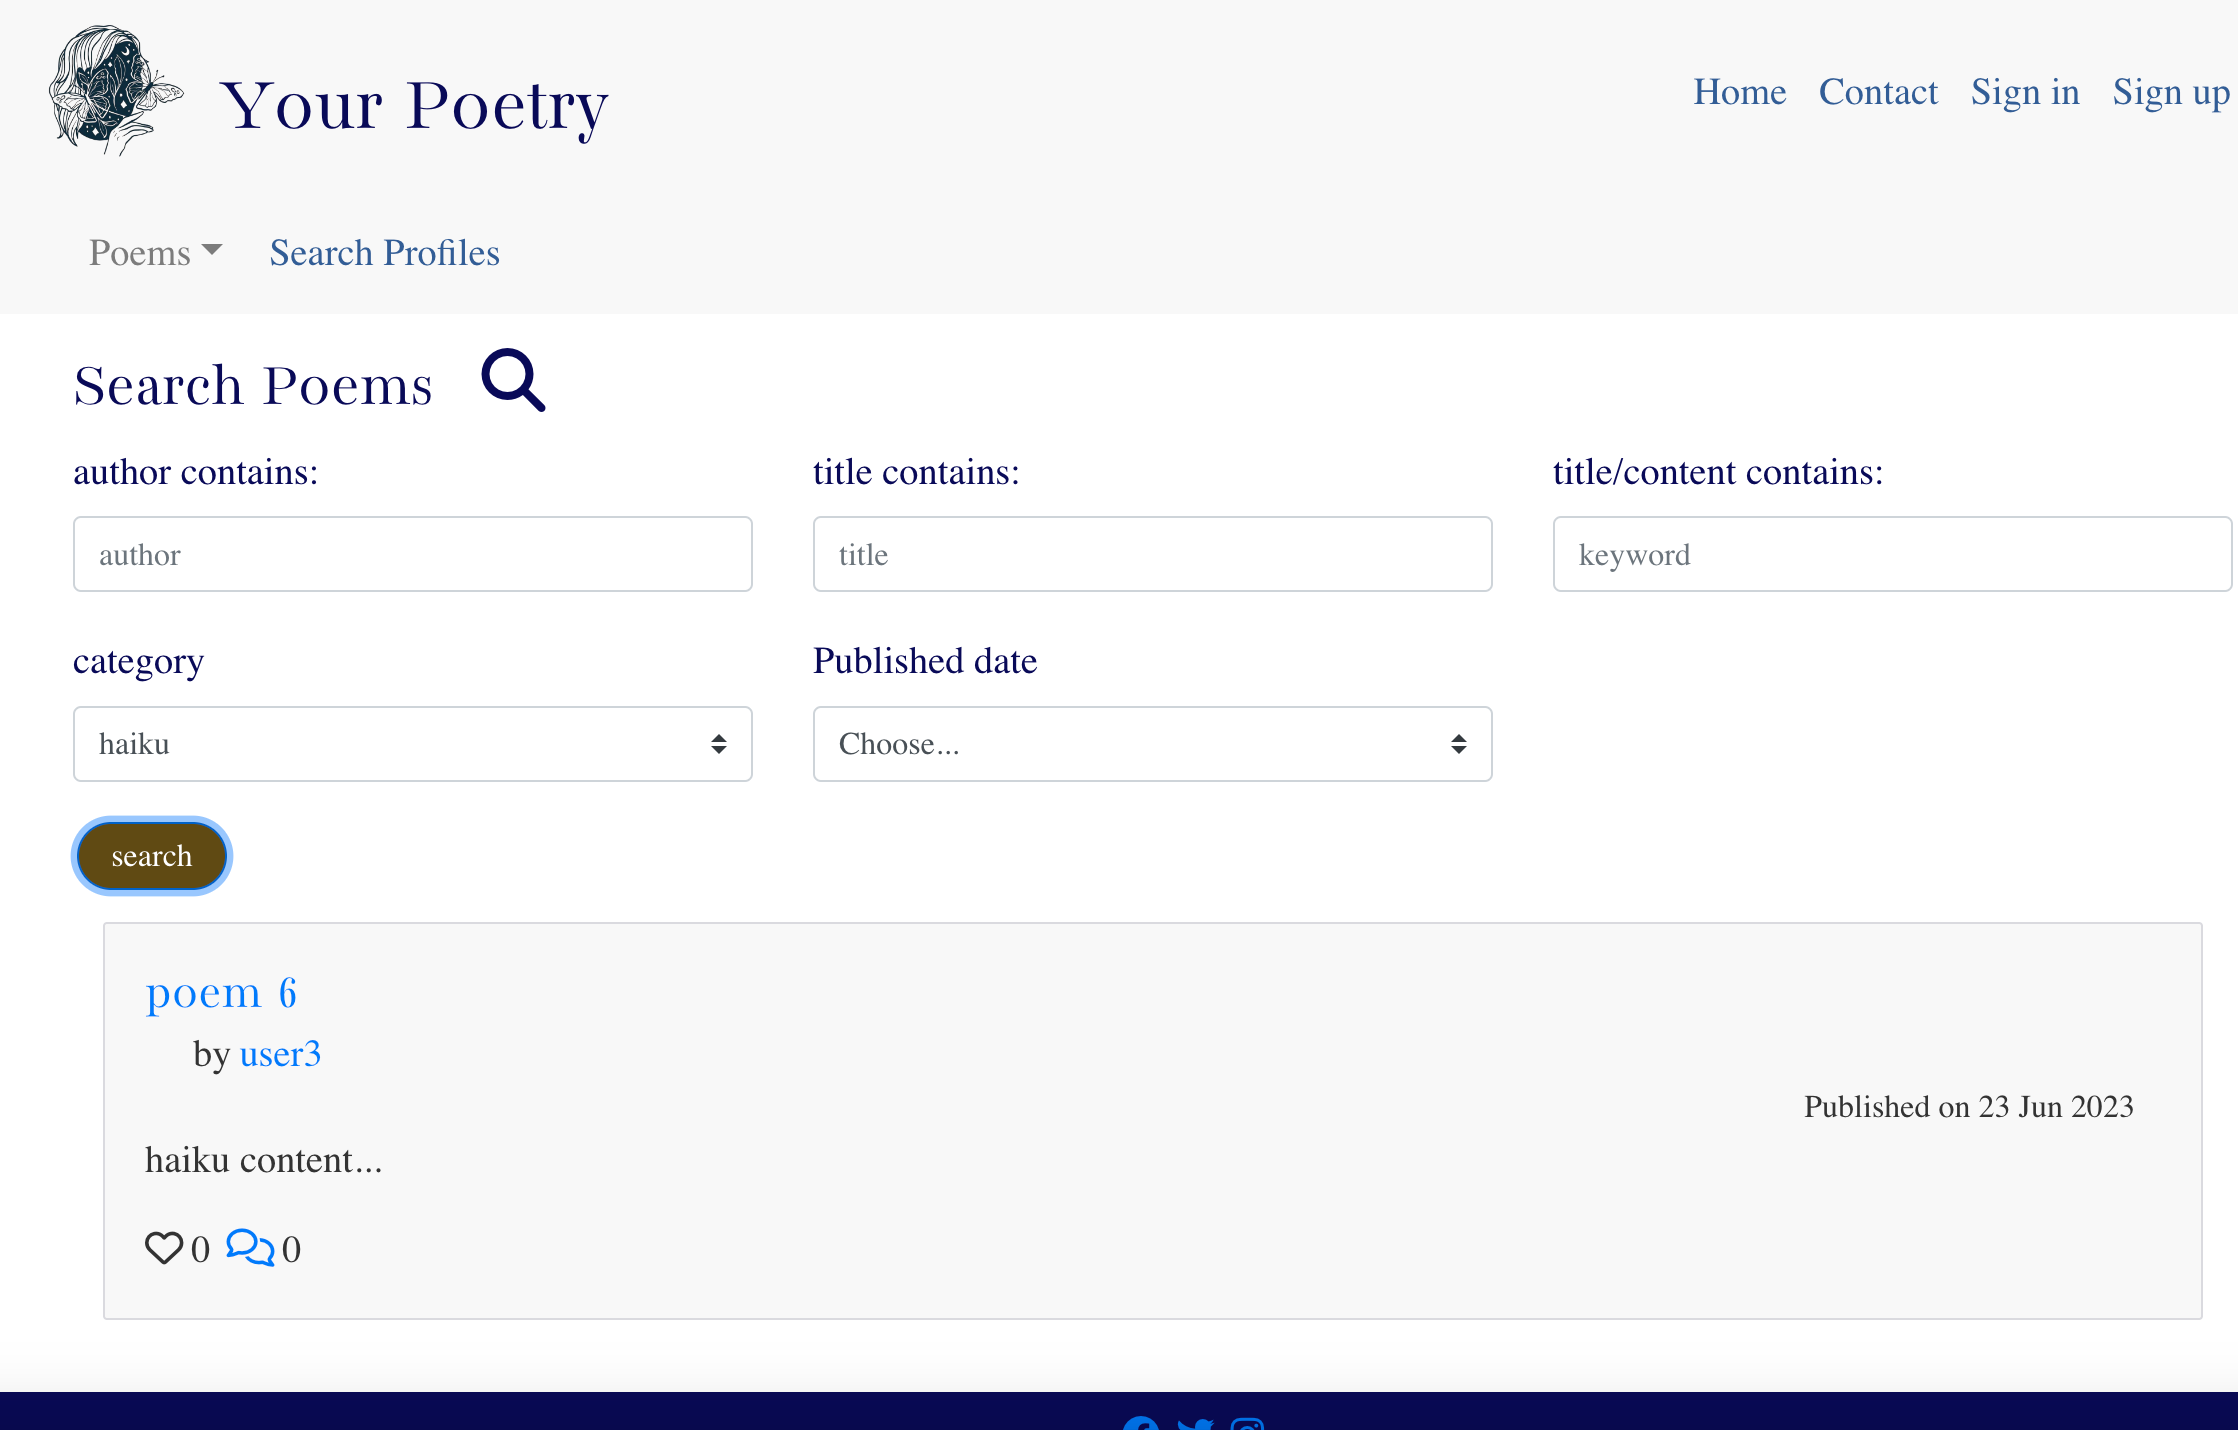 Your Poetry
Home Contact Sign in Sign up
Poems Search Profiles
Search Poems
author contains: title contains: title/content contains:
author title keyword
category Published date
haiku Choose...
search
poem 6
by user3
Published on 23 Jun 2023
haiku content...
0 0